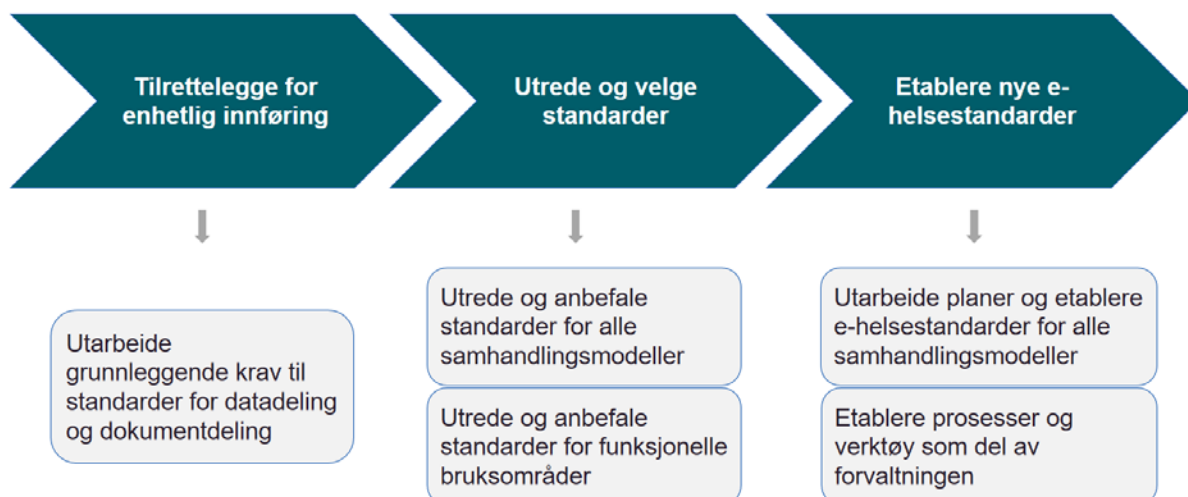 Tilrettelegge for
enhetlig innføring
Utrede og velge
standarder
Etablere nye e-
helsestandarder
Utarbeide
grunnleggende krav til
standarder for datadeling
og dokumentdeling
Utrede og anbefale
standarder for alle
samhandlingsmodeller
Utrede og anbefale
standarder for funksjonelle
bruksområder
Utarbeide planer og etablere
e-helsestandarder for alle
samhandlingsmodeller
Etablere prosesser og
verktøy som del av
forvaltningen